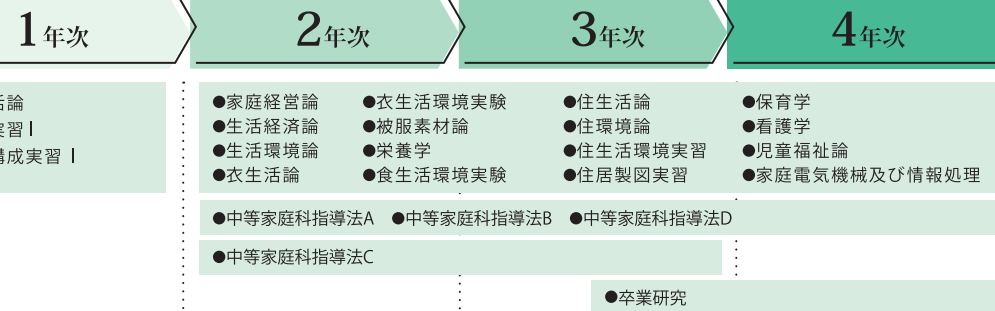 1年次 2年次 3年次 4年次
活論
実習Ⅰ
構成実習 Ⅰ
●家庭経営論 ●衣生活環境実験 ●住生活論 ●保育学
●生活経済論 ●被服素材論 ●住環境論 ●看護学
●生活環境論 ●栄養学 ●住生活環境実習 ●児童福祉論
●衣生活論 ●食生活環境実験 ●住居製図実習 ●家庭電気機械及び情報処理
●中等家庭科指導法A ●中等家庭科指導法B ●中等家庭科指導法D
●中等家庭科指導法C
●卒業研究